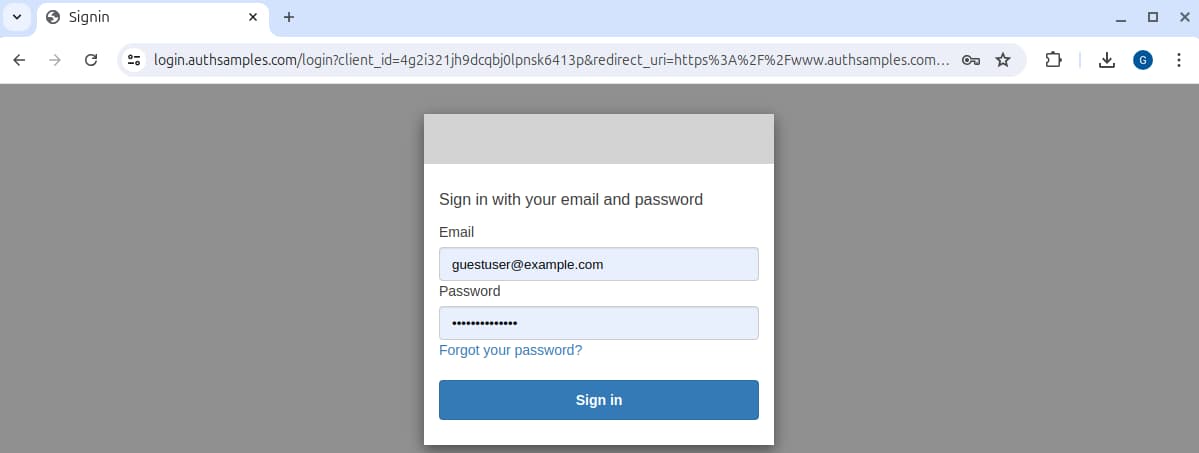 Signin
login.authsamples.com/login?client_id=4g2i321jh9dcqbj0lpnsk6413p&redirect_uri=https%3A%2F%2Fwww.authsamples.com...
G
Sign in with your email and password
Email
guestuser@example.com
Password
••••••••••••••
Forgot your password?
Sign in